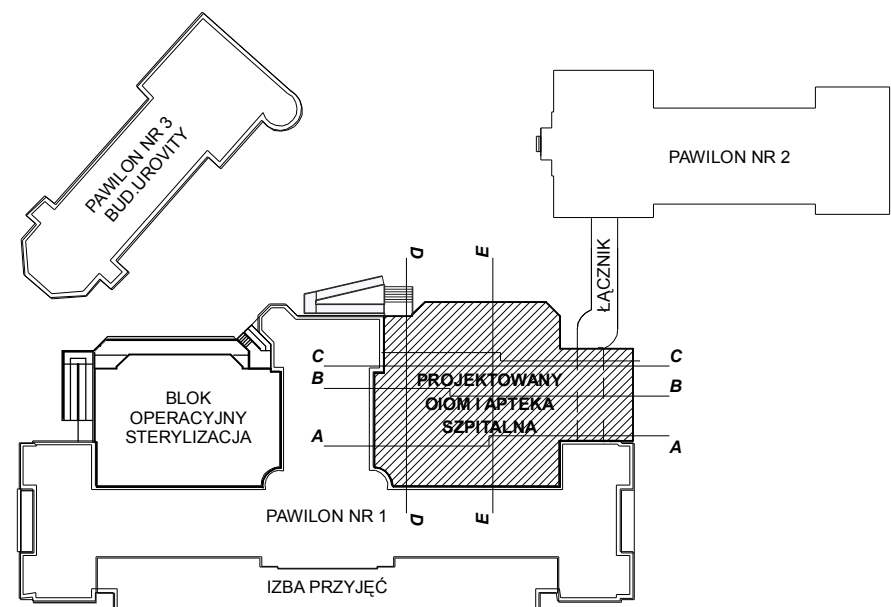 PAWILON NR 3
BUD.UROVITY
PAWILON NR 2
ŁĄCZNIK
D
E
C
C
B
B
PROJEKTOWANY
OIOM I APTEKA
SZPITALNA
BLOK
OPERACYJNY
STERYLIZACJA
A
A
D
E
PAWILON NR 1
IZBA PRZYJĘĆ